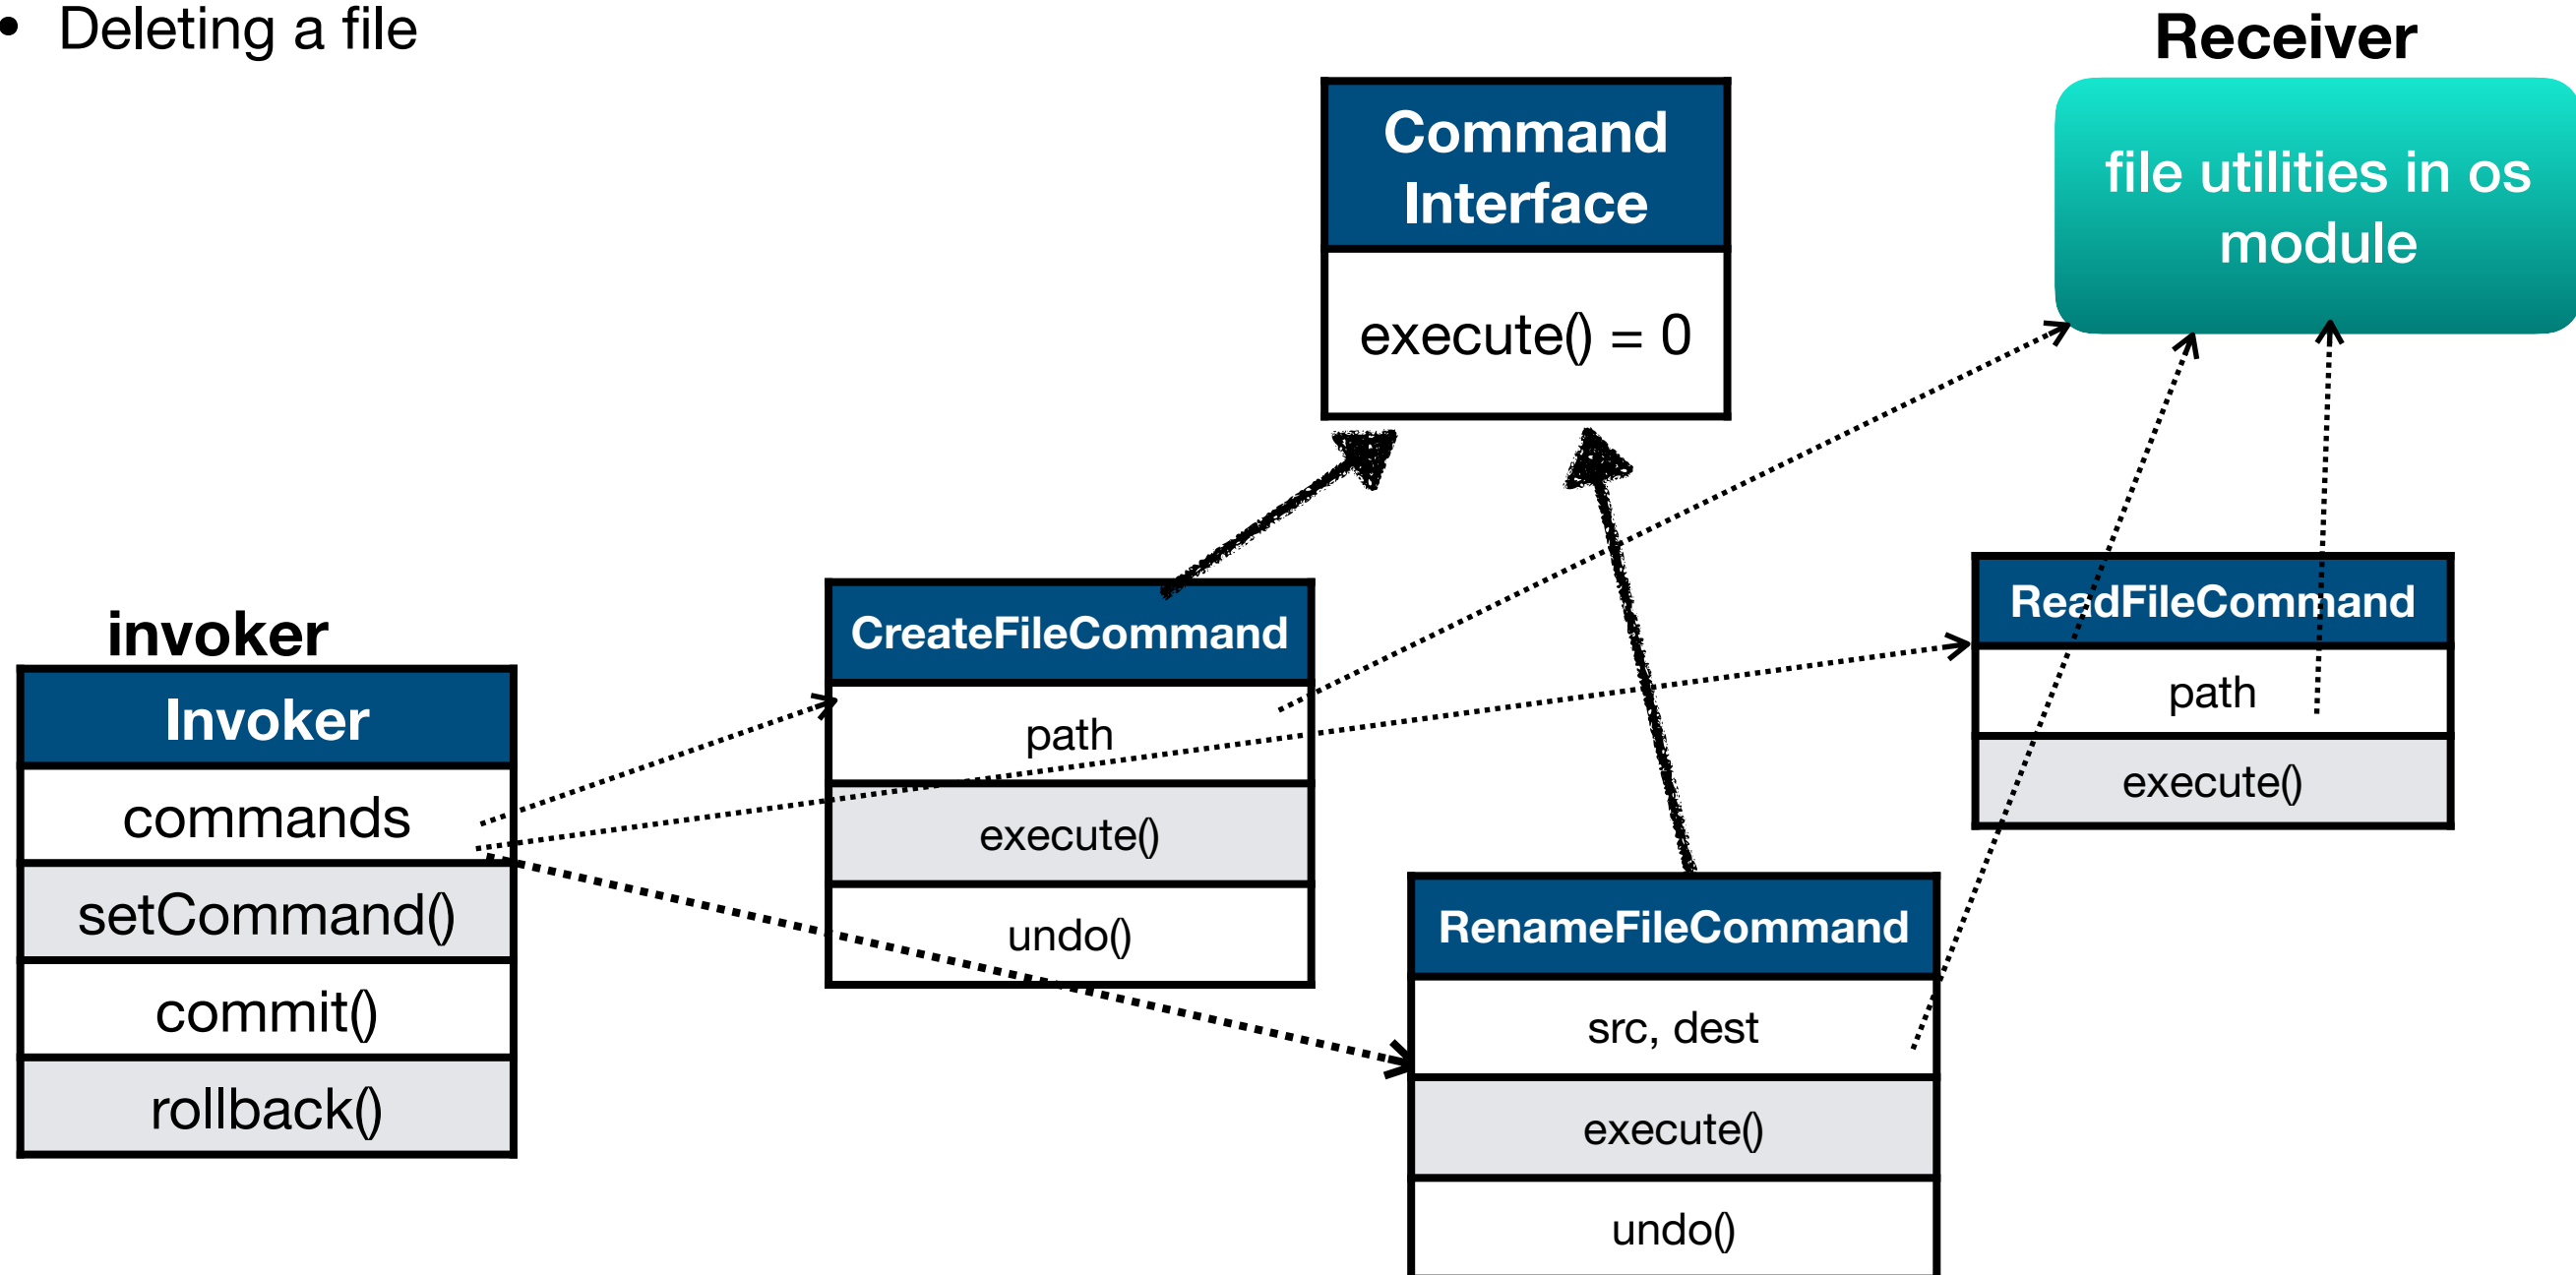 • Deleting a file
Receiver
file utilities in os
module
Command
Interface
execute() = 0
invoker
Invoker
commands
setCommand()
commit()
rollback()
CreateFileCommand
path
execute()
undo()
ReadFileCommand
path
execute()
RenameFileCommand
src, dest
execute()
undo()